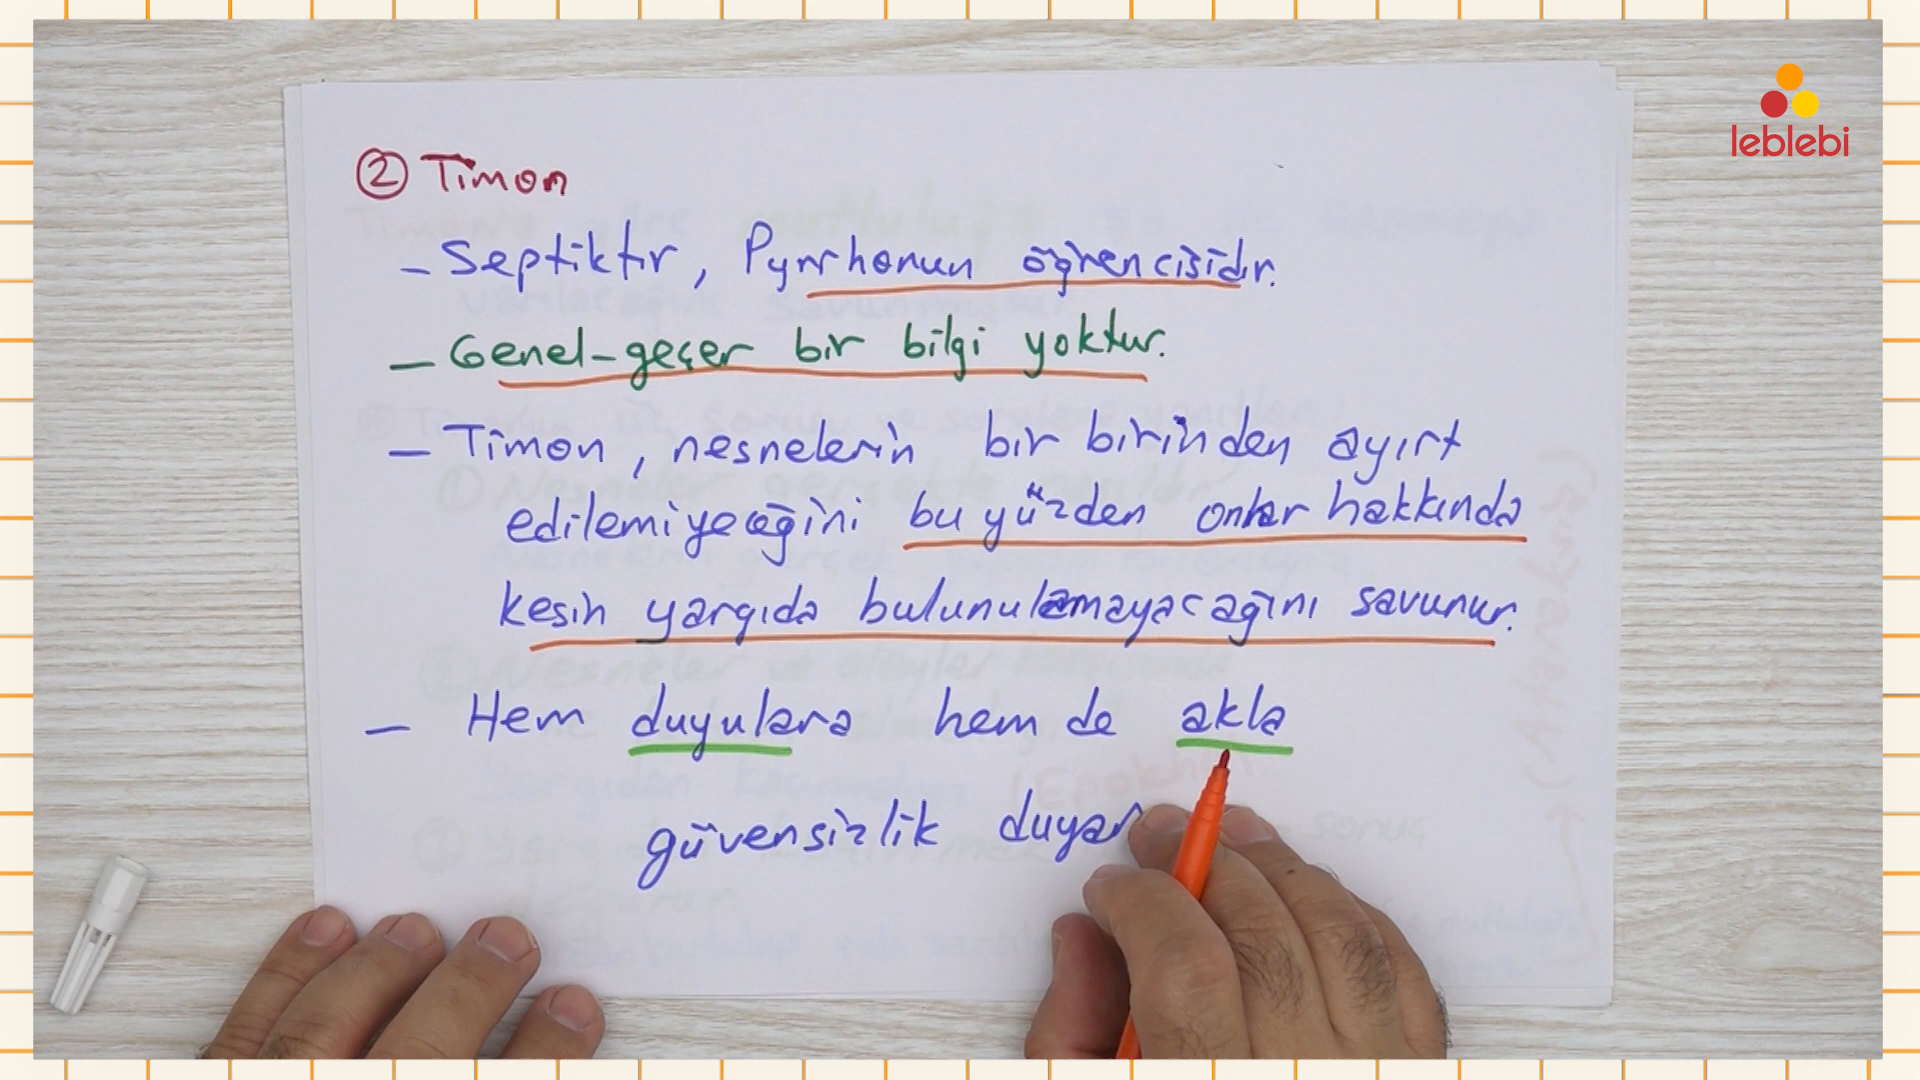 leblebi
② Timon
- Septiktir, Pyrrhonun öğrencisidir.
- Genel-geçer bir bilgi yoktur.
- Timon, nesnelerin bir birinden ayırt
edilemiyeceğini bu yüzden onlar hakkında
kesin yargıda bulunulamayacağını savunur.
- Hem duyulara hem de akla
güvensizlik duyar